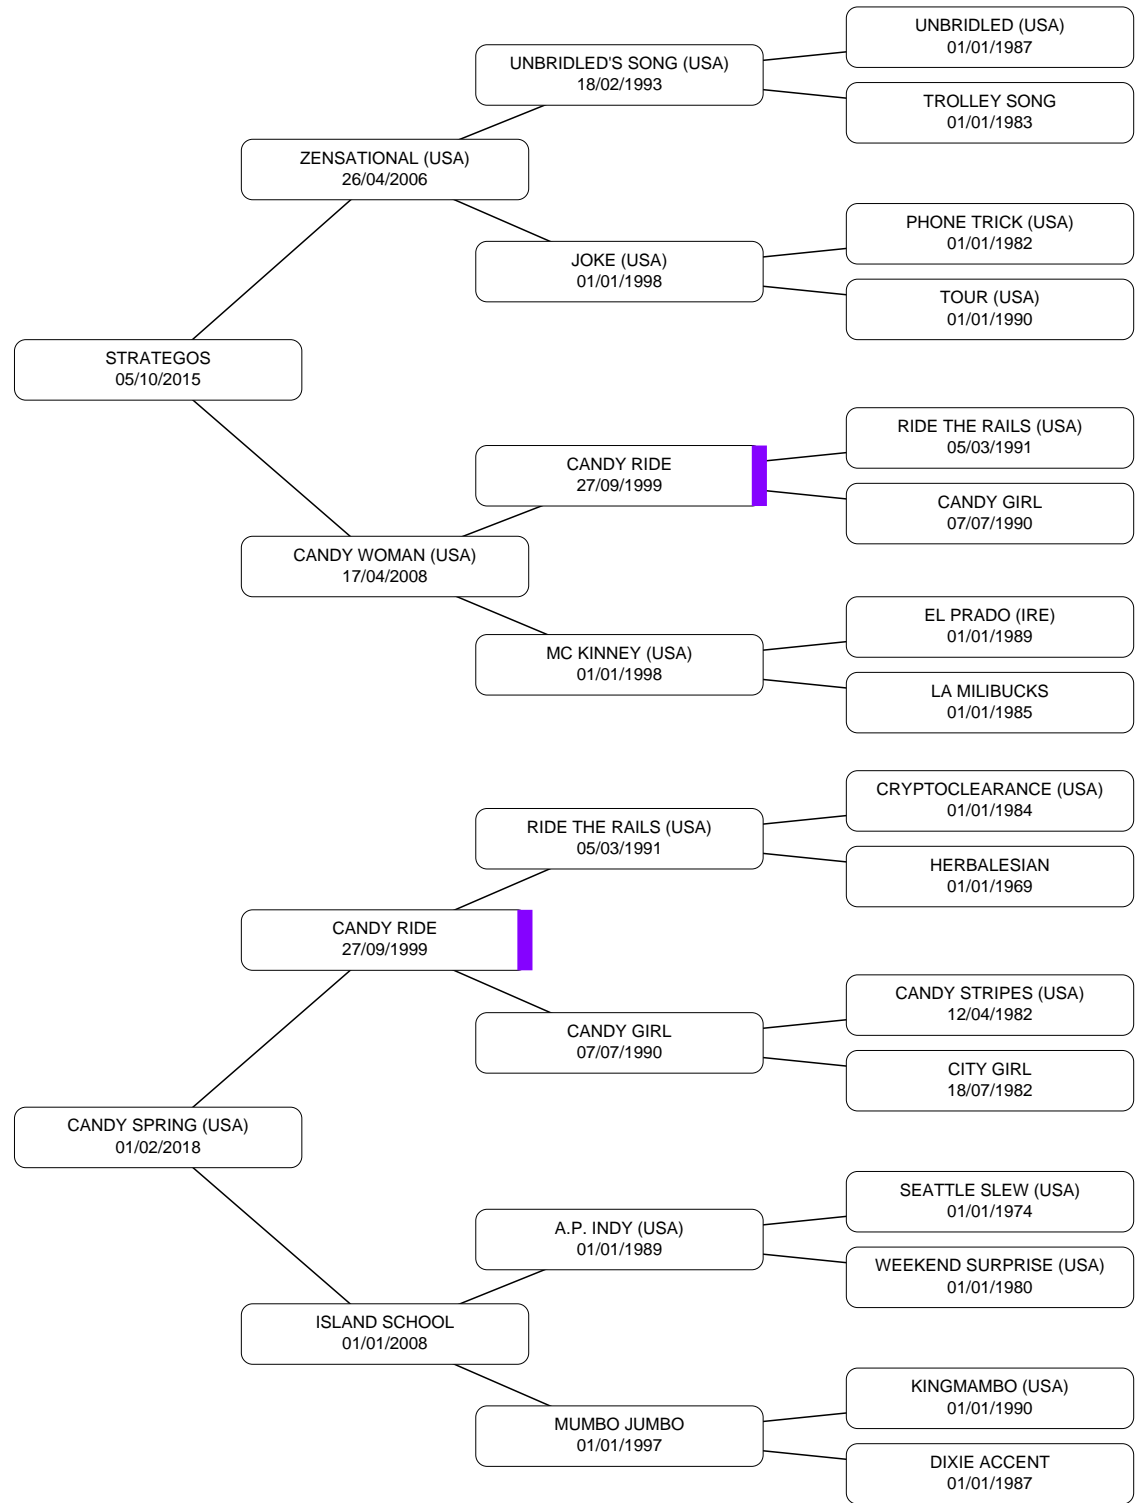 UNBRIDLED (USA)
01/01/1987
UNBRIDLED'S SONG (USA)
18/02/1993
TROLLEY SONG
01/01/1983
ZENSATIONAL (USA)
26/04/2006
PHONE TRICK (USA)
01/01/1982
JOKE (USA)
01/01/1998
TOUR (USA)
01/01/1990
STRATEGOS
05/10/2015
RIDE THE RAILS (USA)
05/03/1991
CANDY RIDE
27/09/1999
CANDY GIRL
07/07/1990
CANDY WOMAN (USA)
17/04/2008
EL PRADO (IRE)
01/01/1989
MC KINNEY (USA)
01/01/1998
LA MILIBUCKS
01/01/1985
CRYPTOCLEARANCE (USA)
01/01/1984
RIDE THE RAILS (USA)
05/03/1991
HERBALESIAN
01/01/1969
CANDY RIDE
27/09/1999
CANDY STRIPES (USA)
12/04/1982
CANDY GIRL
07/07/1990
CITY GIRL
18/07/1982
CANDY SPRING (USA)
01/02/2018
SEATTLE SLEW (USA)
01/01/1974
A.P. INDY (USA)
01/01/1989
WEEKEND SURPRISE (USA)
01/01/1980
ISLAND SCHOOL
01/01/2008
KINGMAMBO (USA)
01/01/1990
MUMBO JUMBO
01/01/1997
DIXIE ACCENT
01/01/1987